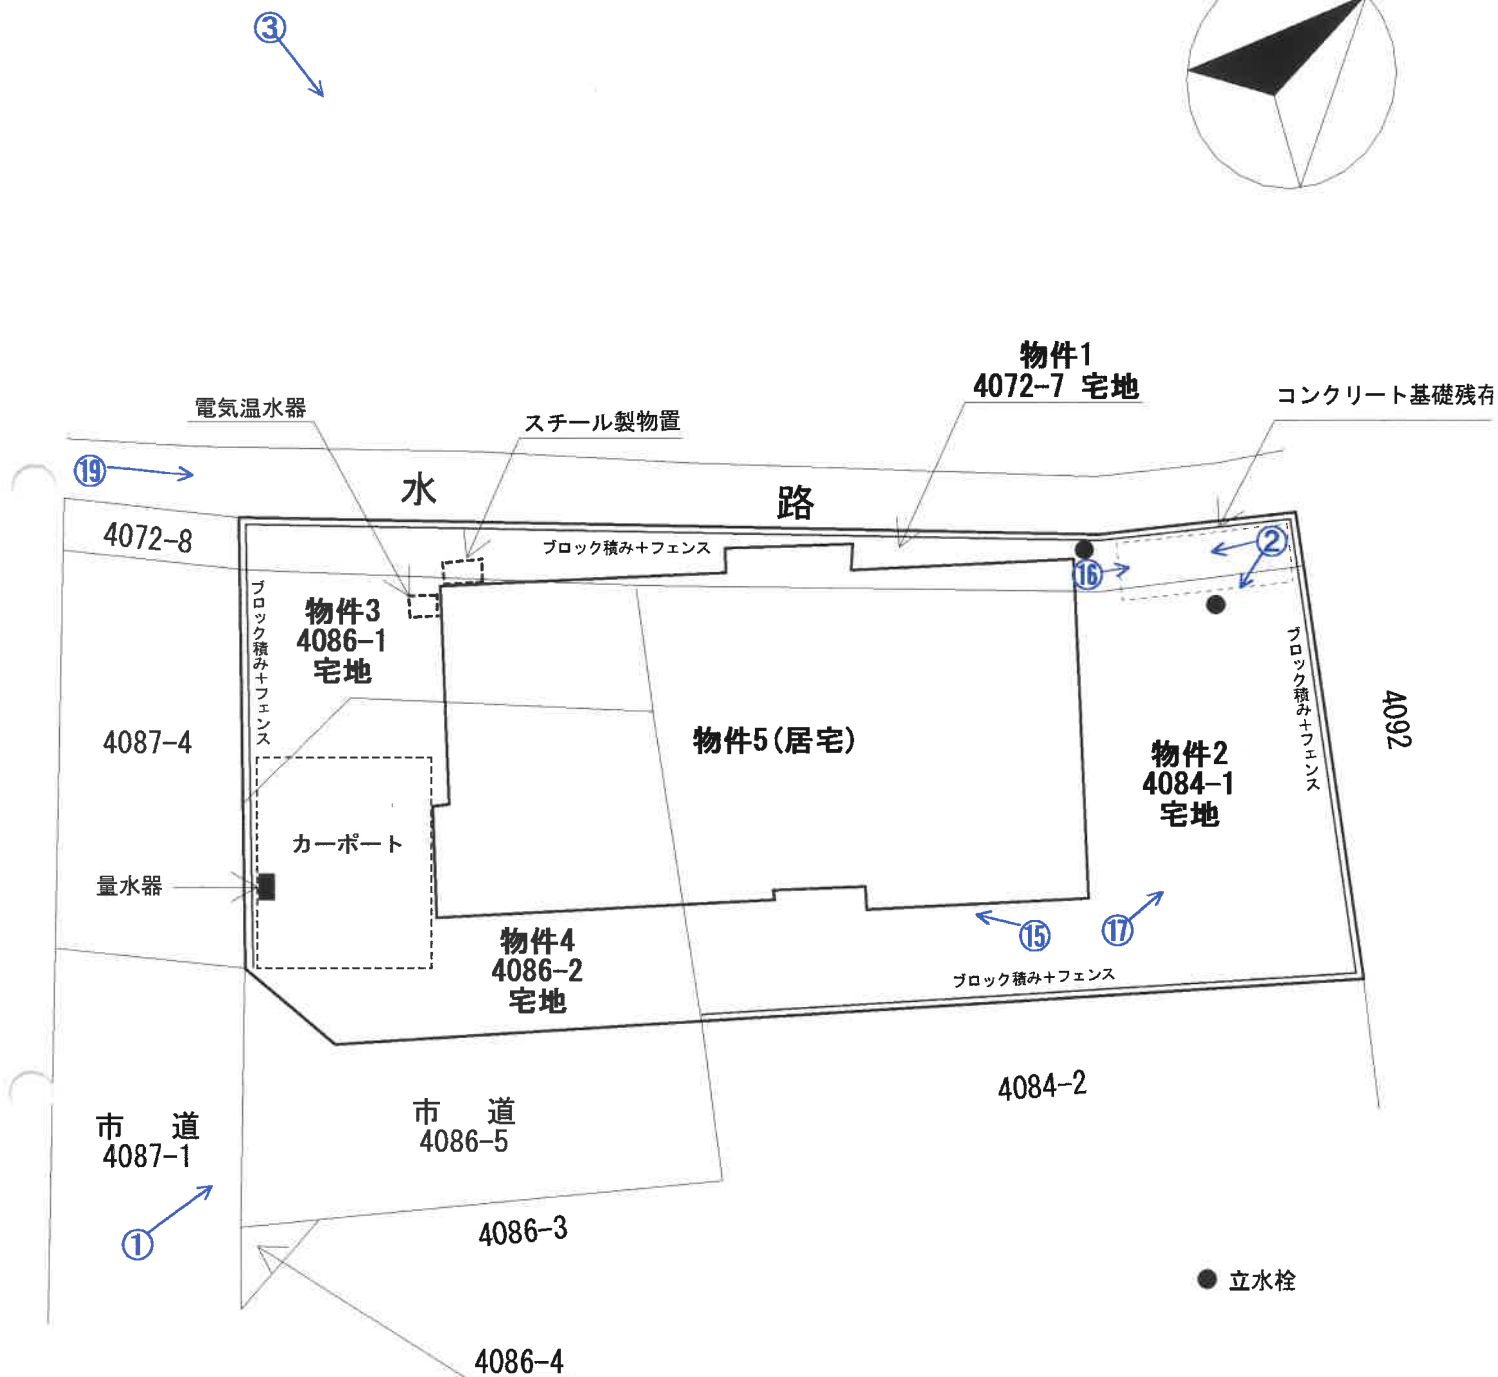 ③
物件1
4072-7 宅地
コンクリート基礎残存
電気温水器
スチール製物置
⑲
水路
4072-8
ブロック積み+フェンス
②
⑯
ブロック積み+フェンス
物件3
4086-1
宅地
ブロック積み+フェンス
4092
4087-4
物件5(居宅)
物件2
4084-1
宅地
カーポート
量水器
物件4
4086-2
宅地
⑮
⑰
ブロック積み+フェンス
4084-2
市道
4087-1
市道
4086-5
①
4086-3
立水栓
4086-4